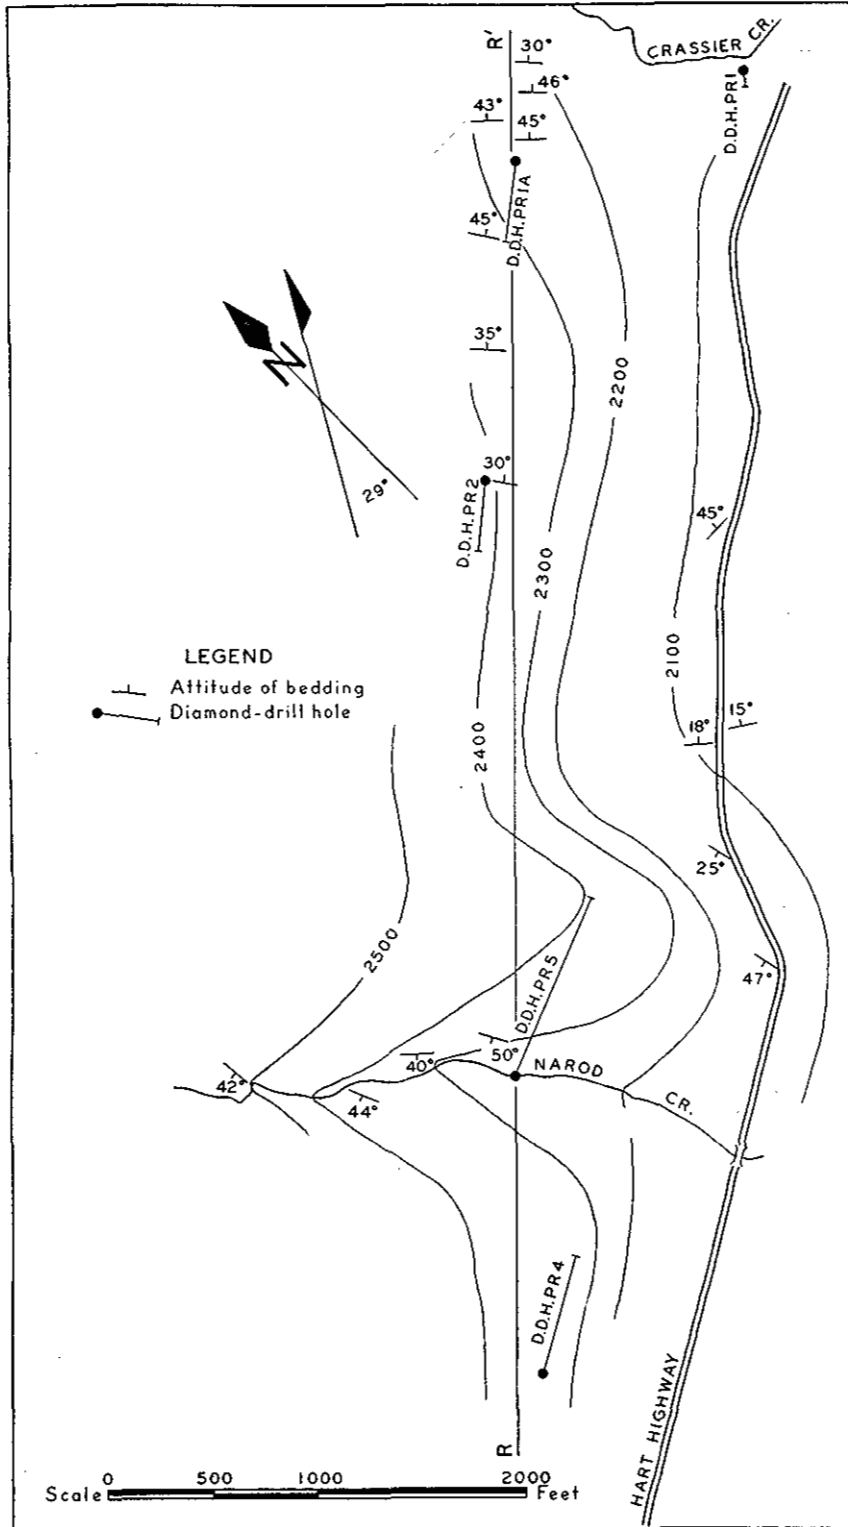 R'
30°
CRASSIER CR.
46°
43°
45°
D.D.H.PR1
D.D.H.PR1A
45°
N
35°
2200
29°
30°
D.D.H.PR2
45°
2300
LEGEND
Attitude of bedding
Diamond-drill hole
2100
15°
18°
2400
25°
2500
47°
D.D.H.PR5
50°
40°
NAROD CR.
42°
44°
D.D.H.PR4
HART HIGHWAY
R
0 500 1000 2000
Scale Feet